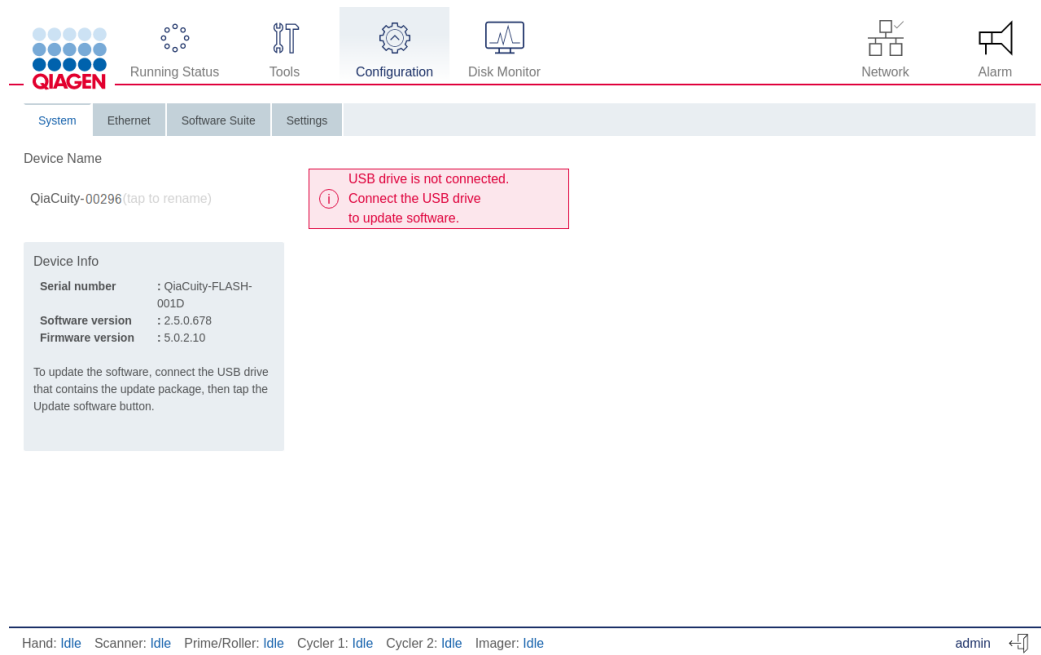 QIAGEN
Running Status
Tools
Configuration
Disk Monitor
Network
Alarm
System
Ethernet
Software Suite
Settings
Device Name
QiaCuity-00296(tap to rename)
USB drive is not connected.
Connect the USB drive
to update software.
Device Info
Serial number : QiaCuity-FLASH-
001D
Software version : 2.5.0.678
Firmware version : 5.0.2.10
To update the software, connect the USB drive
that contains the update package, then tap the
Update software button.
Hand: Idle Scanner: Idle Prime/Roller: Idle Cycler 1: Idle Cycler 2: Idle Imager: Idle
admin